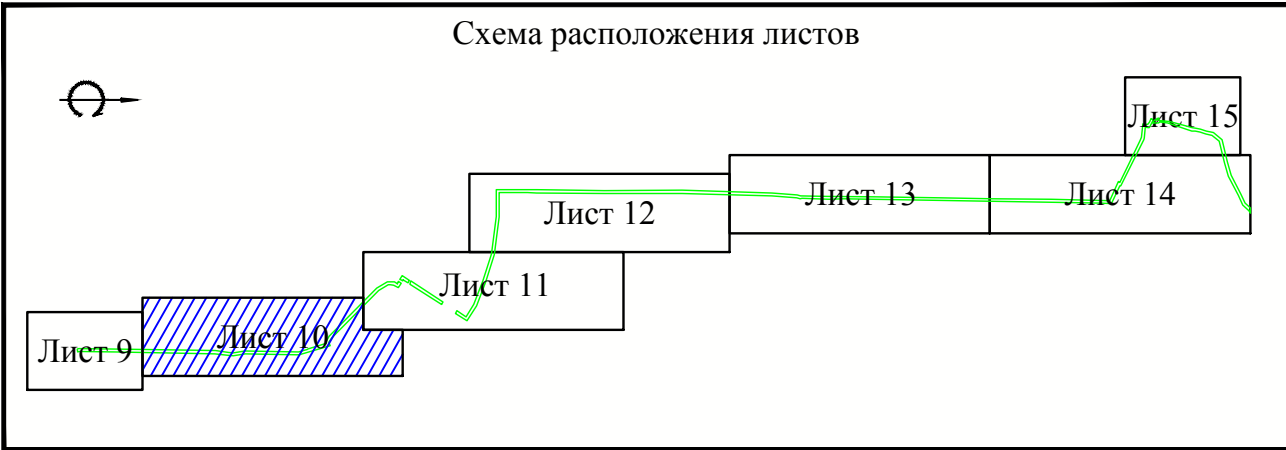 Схема расположения листов
Лист 9
Лист 10
Лист 11
Лист 12
Лист 13
Лист 14
Лист 15